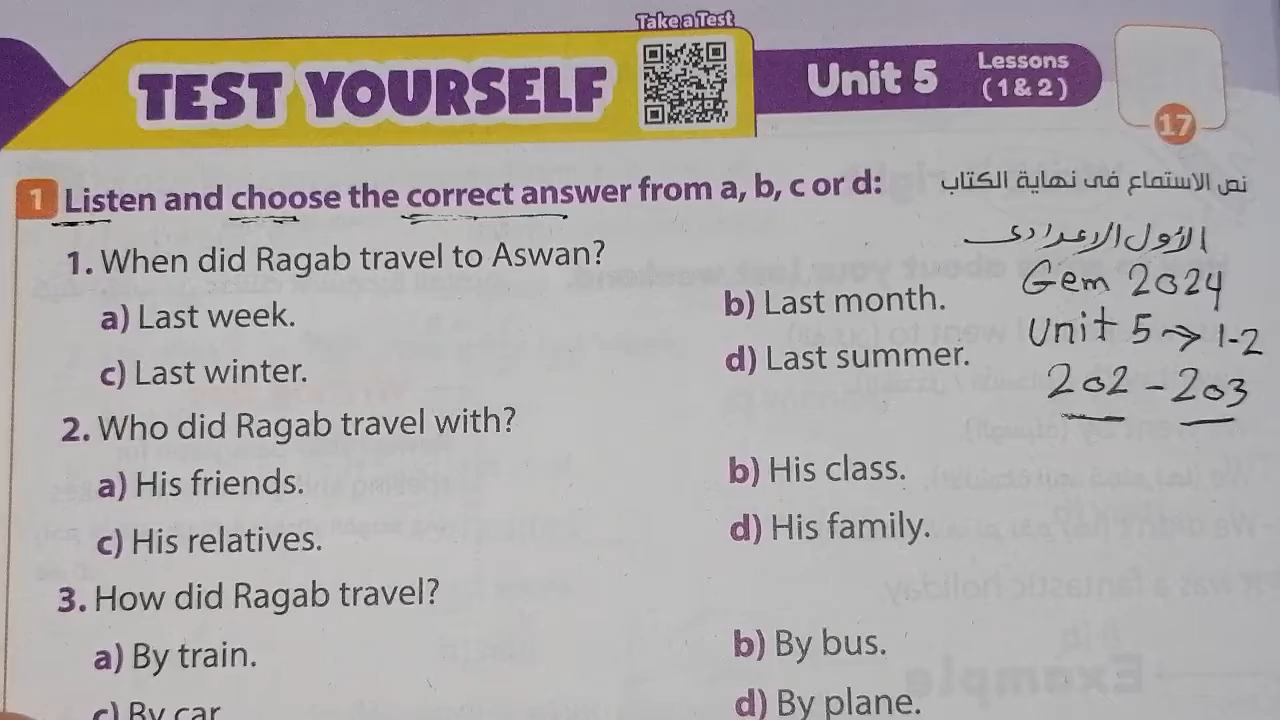 Take a Test
TEST YOURSELF
Unit 5
Lessons
(1 & 2)
17
1 Listen and choose the correct answer from a, b, c or d:
نص الاستماع فى نهاية الكتاب
الأول الإعدادى
Gem 2024
Unit 5 → 1-2
202 - 203
1. When did Ragab travel to Aswan?
a) Last week.
b) Last month.
c) Last winter.
d) Last summer.
2. Who did Ragab travel with?
a) His friends.
b) His class.
c) His relatives.
d) His family.
3. How did Ragab travel?
a) By train.
b) By bus.
c) By car
d) By plane.